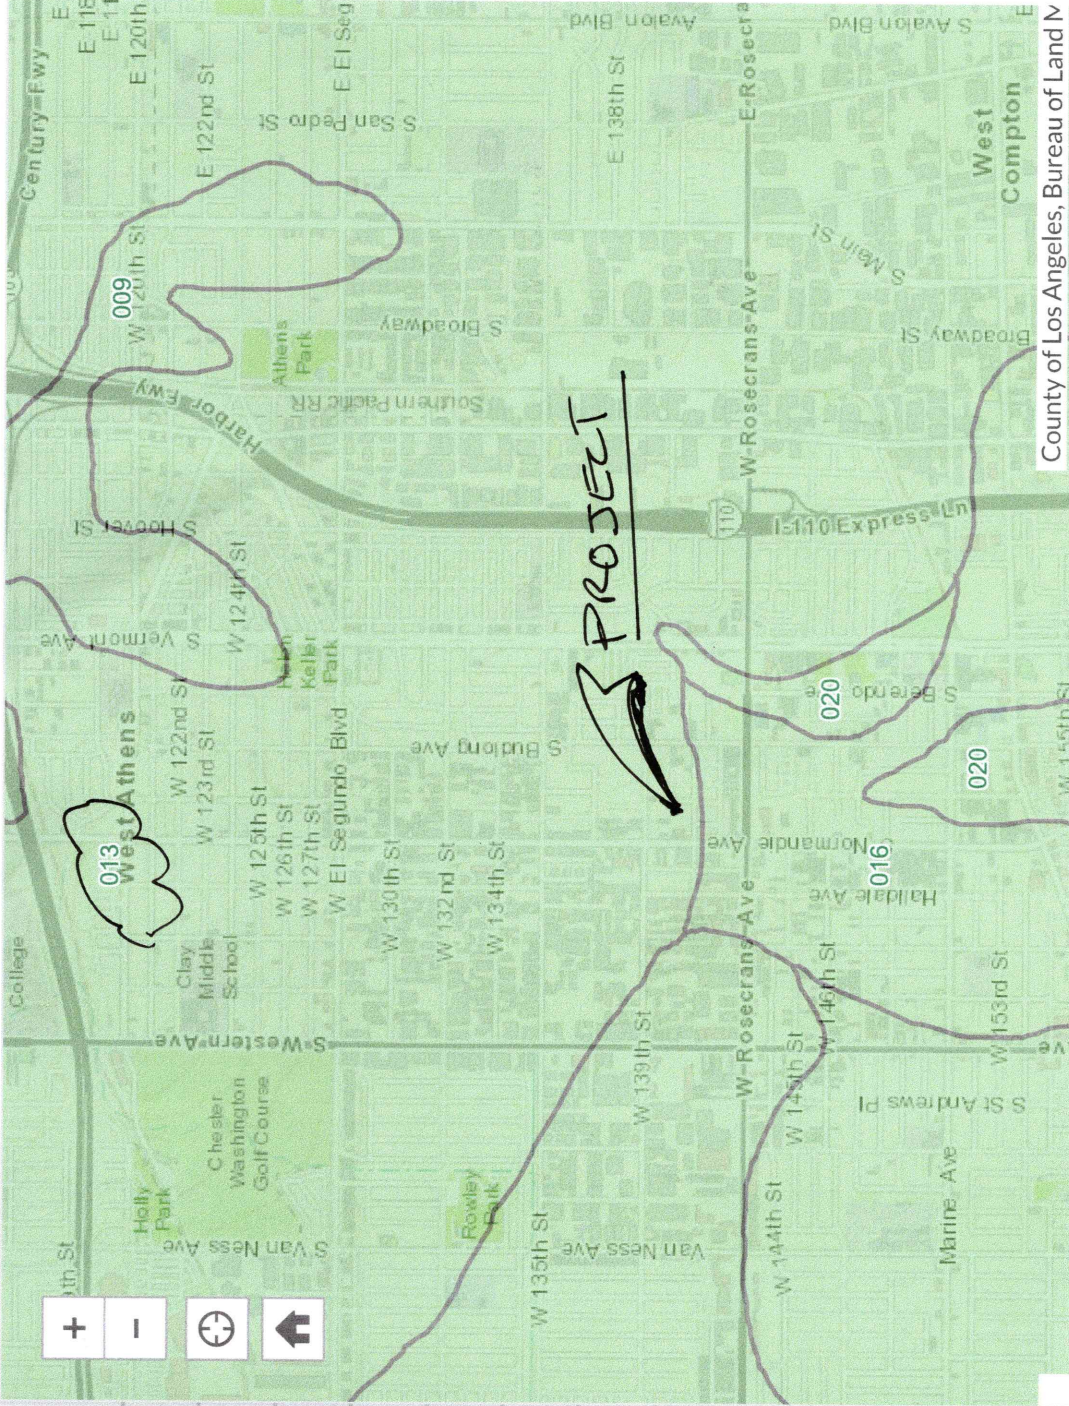 Century Fwy
E 120th
E 122nd St
S San Pedro St
E El Seg
E 138th St
Avalon Blvd
E-Rosecra
S Avalon Blvd
West
Compton
S Main St
009
W 120th St
Athens
Park
S Broadway
Southern Pacific RR
Harbor Fwy
W-Rosecrans-Ave
Broadway St
S Hoover St
PROJECT
110
I-110 Express Ln
S Vermont Ave
W 124th St
Helen
Keller
Park
020
S Berendo
020
W 155th St
West Athens
013
W 122nd St
W 123rd St
W 125th St
W 126th St
W 127th St
W El Segundo Blvd
S Budlong Ave
W 130th St
W 132nd St
W 134th St
Normandie Ave
016
Halldale Ave
College
Clay
Middle
School
S Western Ave
W-Rosecrans-Ave
W 139th St
W 145th St
W 146th St
W 153rd St
S St Andrews Pl
Chester
Washington
Golf Course
Holly
Park
S Van Ness Ave
Rowley
Park
W 135th St
Van Ness Ave
W 144th St
Marine Ave
+
−
County of Los Angeles, Bureau of Land M